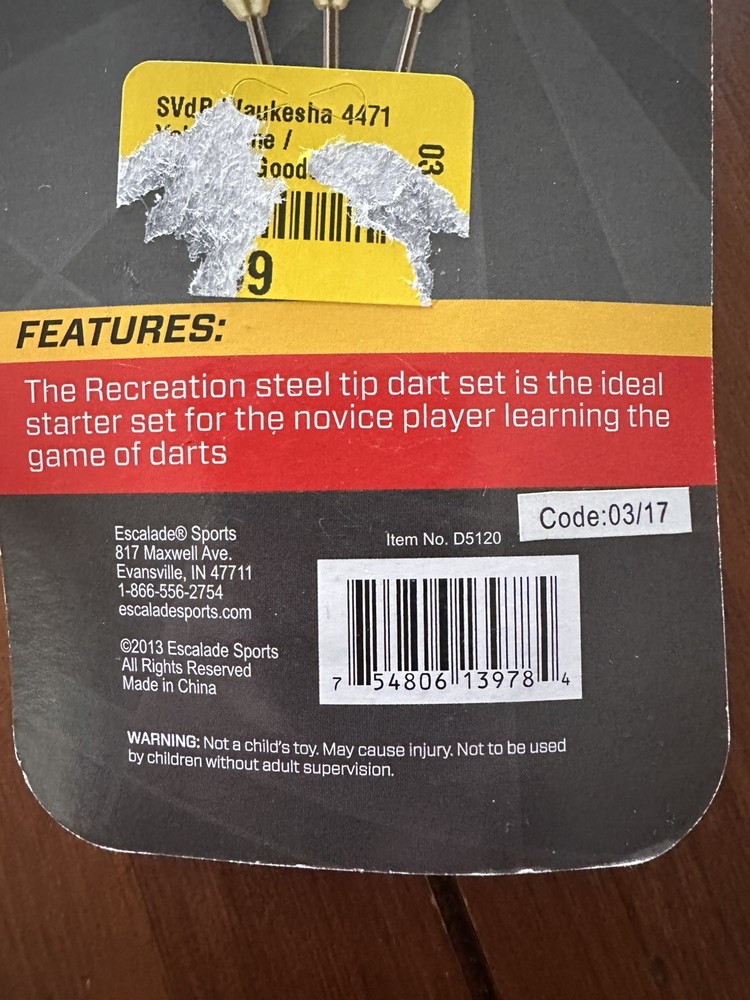 Waukesha 4471
/
Good
03
9
FEATURES:
The Recreation steel tip dart set is the ideal
starter set for the novice player learning the
game of darts
Code:03/17
Escalade® Sports
817 Maxwell Ave.
Evansville, IN 47711
1-866-556-2754
escaladesports.com
©2013 Escalade Sports
All Rights Reserved
Made in China
Item No. D5120
7 54806 13978 4
WARNING: Not a child's toy. May cause injury. Not to be used
by children without adult supervision.